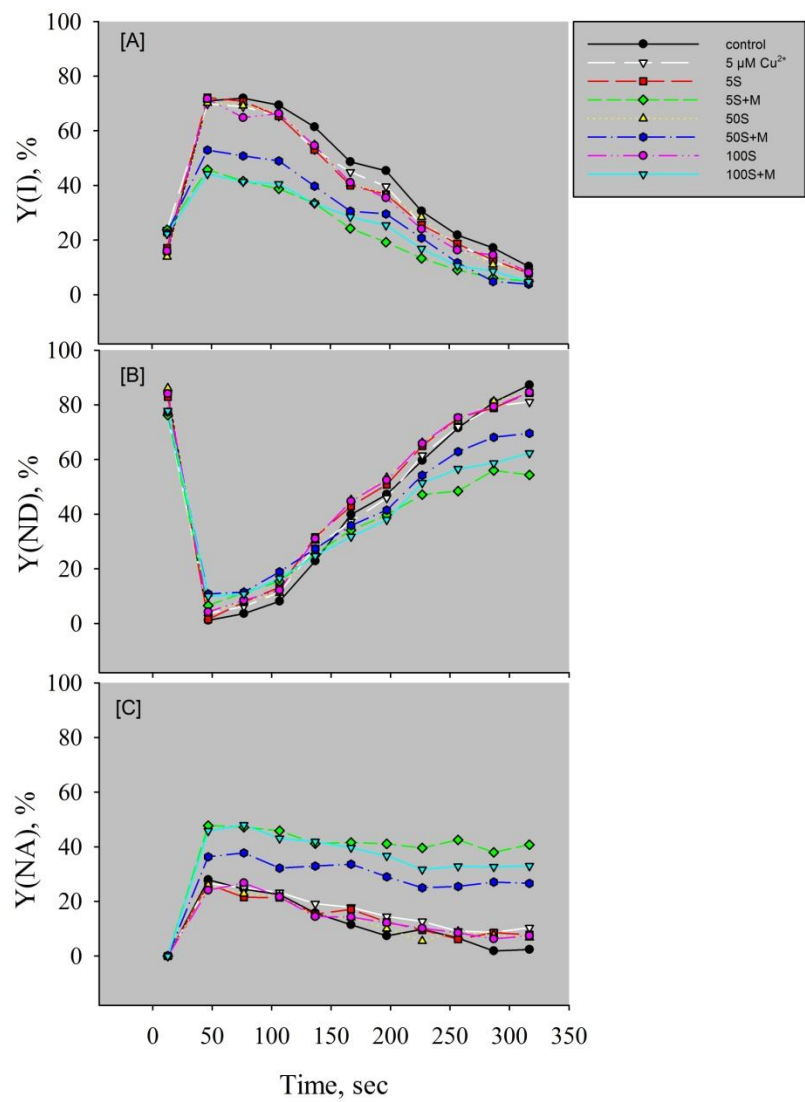 [A]
Y(I), %
100
80
60
40
20
0
control
5 µM Cu²⁺
5S
5S+M
50S
50S+M
100S
100S+M
[B]
Y(ND), %
100
80
60
40
20
0
[C]
Y(NA), %
100
80
60
40
20
0
0 50 100 150 200 250 300 350
Time, sec